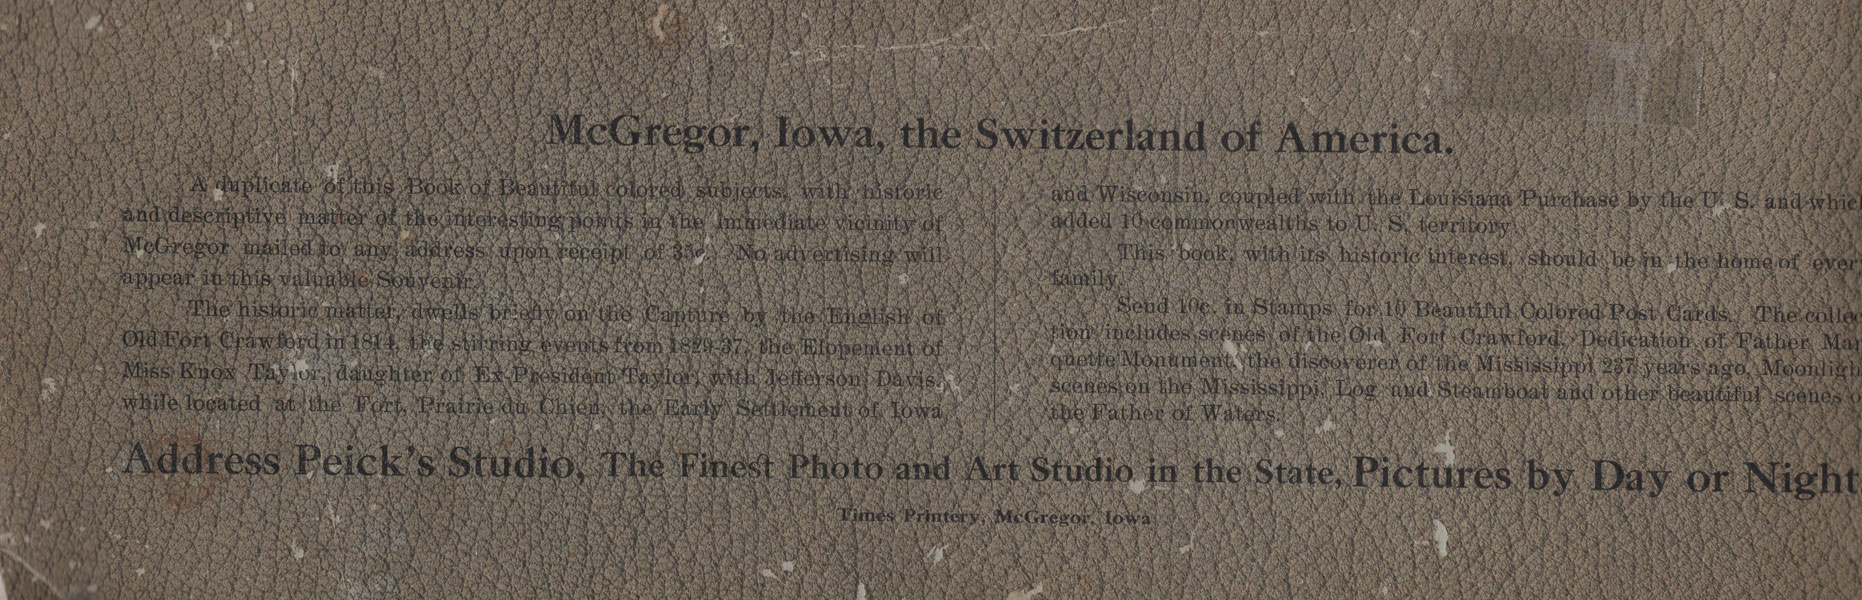 McGregor, Iowa, the Switzerland of America.
A duplicate of this Book of Beautiful colored subjects, with historic
and descriptive matter of the interesting points in the immediate vicinity of
McGregor mailed to any address upon receipt of 35c. No advertising will
appear in this valuable Souvenir.
The historic matter, dwells briefly on the Capture by the English of
Old Fort Crawford in 1814, the stirring events from 1829-37, the Elopement of
Miss Knox Taylor, daughter of Ex-President Taylor, with Jefferson Davis,
while located at the Fort, Prairie du Chien, the Early Settlement of Iowa
and Wisconsin, coupled with the Louisiana Purchase by the U. S. and which
added 10 commonwealths to U. S. territory
This book, with its historic interest, should be in the home of ever
family.
Send 10c. in Stamps for 10 Beautiful Colored Post Cards. The collec
tion includes scenes of the Old Fort Crawford, Dedication of Father Mar
quette Monument, the discoverer of the Mississippi 237 years ago, Moonligh
scenes on the Mississippi, Log and Steamboat and other beautiful scenes o
the Father of Waters.
Address Peick's Studio, The Finest Photo and Art Studio in the State, Pictures by Day or Night
Times Printery, McGregor, Iowa